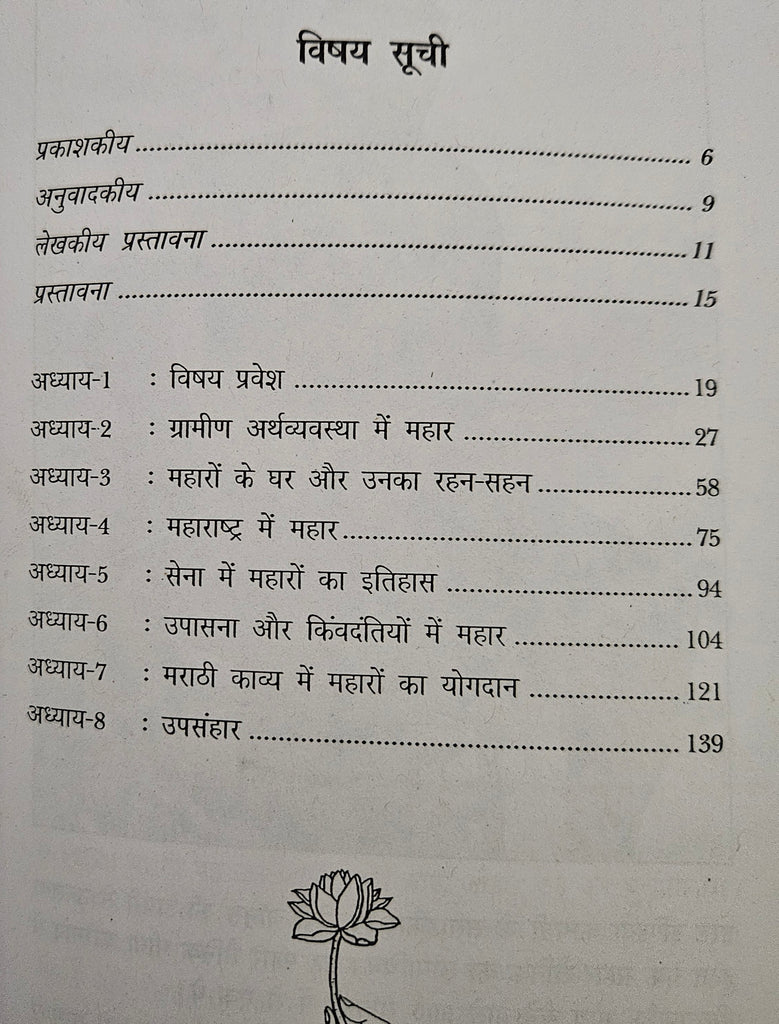 विषय सूची
प्रकाशकीय ........................................ 6
अनुवादकीय ........................................ 9
लेखकीय प्रस्तावना ........................................ 11
प्रस्तावना ........................................ 15
अध्याय-1 : विषय प्रवेश ........................................ 19
अध्याय-2 : ग्रामीण अर्थव्यवस्था में महार ........................................ 27
अध्याय-3 : महारों के घर और उनका रहन-सहन ........................................ 58
अध्याय-4 : महाराष्ट्र में महार ........................................ 75
अध्याय-5 : सेना में महारों का इतिहास ........................................ 94
अध्याय-6 : उपासना और किंवदंतियों में महार ........................................ 104
अध्याय-7 : मराठी काव्य में महारों का योगदान ........................................ 121
अध्याय-8 : उपसंहार ........................................ 139